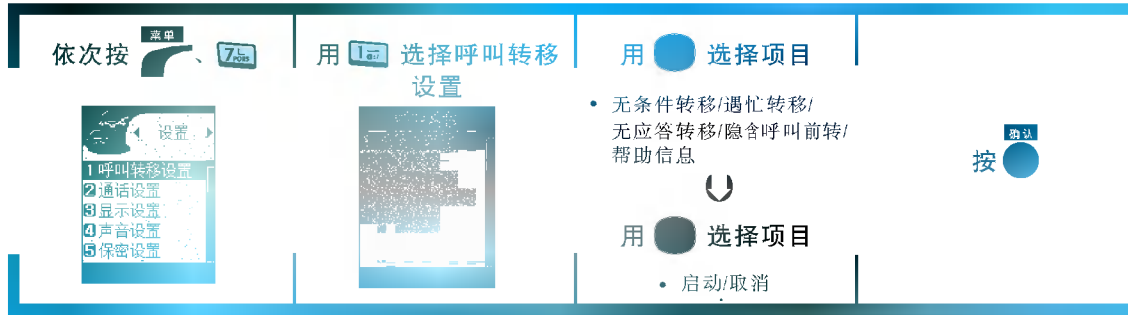 菜单
依次按 、 7 PQRS
设置
1 呼叫转移设置
2 通话设置
3 显示设置
4 声音设置
5 保密设置
用 1 选择呼叫转移
设置
用 选择项目
• 无条件转移/遇忙转移/
无应答转移/隐含呼叫前转/
帮助信息
用 选择项目
• 启动/取消
确认
按